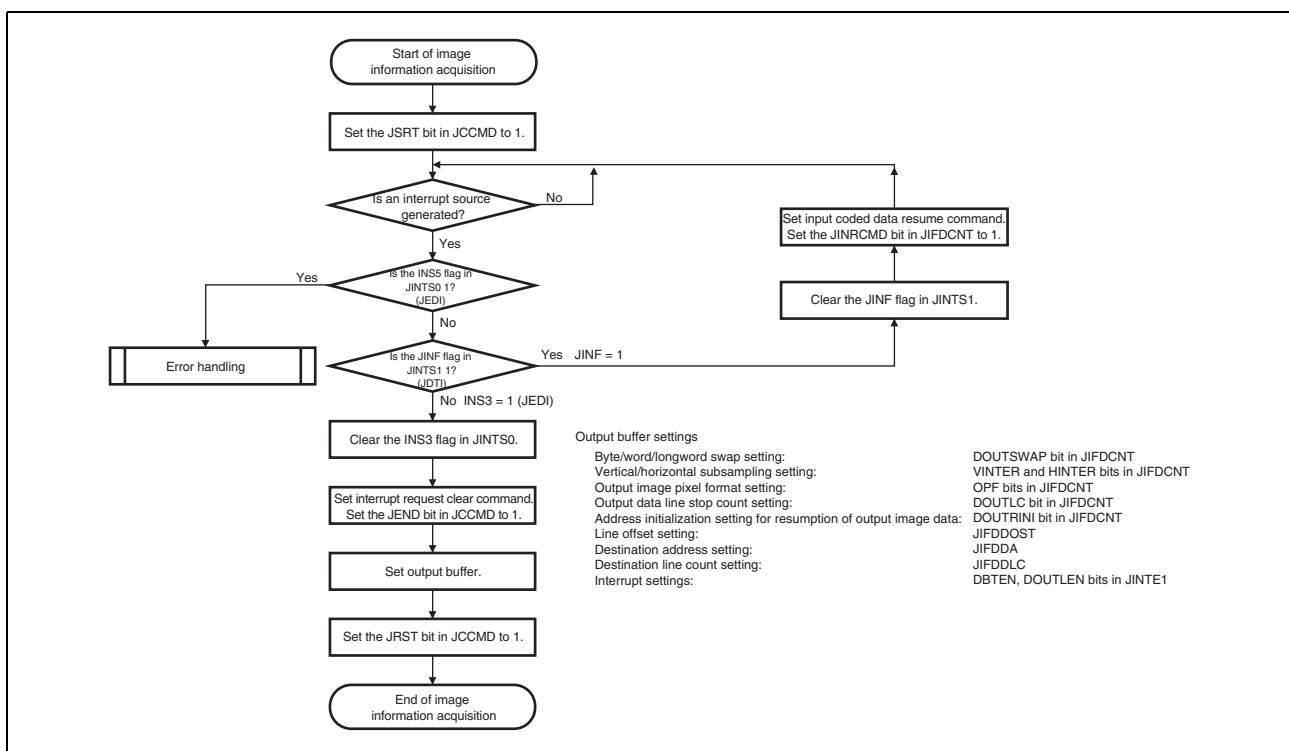 Start of image
information acquisition
Set the JSRT bit in JCCMD to 1.
Is an interrupt source
generated?
No
Yes
Is the INS5 flag in
JINTS0 1?
(JEDI)
Yes
No
Error handling
Is the JINF flag in
JINTS1 1?
(JDTI)
Yes JINF = 1
Set input coded data resume command.
Set the JINRCMD bit in JIFDCNT to 1.
Clear the JINF flag in JINTS1.
No INS3 = 1 (JEDI)
Clear the INS3 flag in JINTS0.
Set interrupt request clear command.
Set the JEND bit in JCCMD to 1.
Set output buffer.
Set the JRST bit in JCCMD to 1.
End of image
information acquisition
Output buffer settings
Byte/word/longword swap setting: DOUTSWAP bit in JIFDCNT
Vertical/horizontal subsampling setting: VINTER and HINTER bits in JIFDCNT
Output image pixel format setting: OPF bits in JIFDCNT
Output data line stop count setting: DOUTLC bit in JIFDCNT
Address initialization setting for resumption of output image data: DOUTRINI bit in JIFDCNT
Line offset setting: JIFDDOST
Destination address setting: JIFDDA
Destination line count setting: JIFDDLC
Interrupt settings: DBTEN, DOUTLEN bits in JINTE1